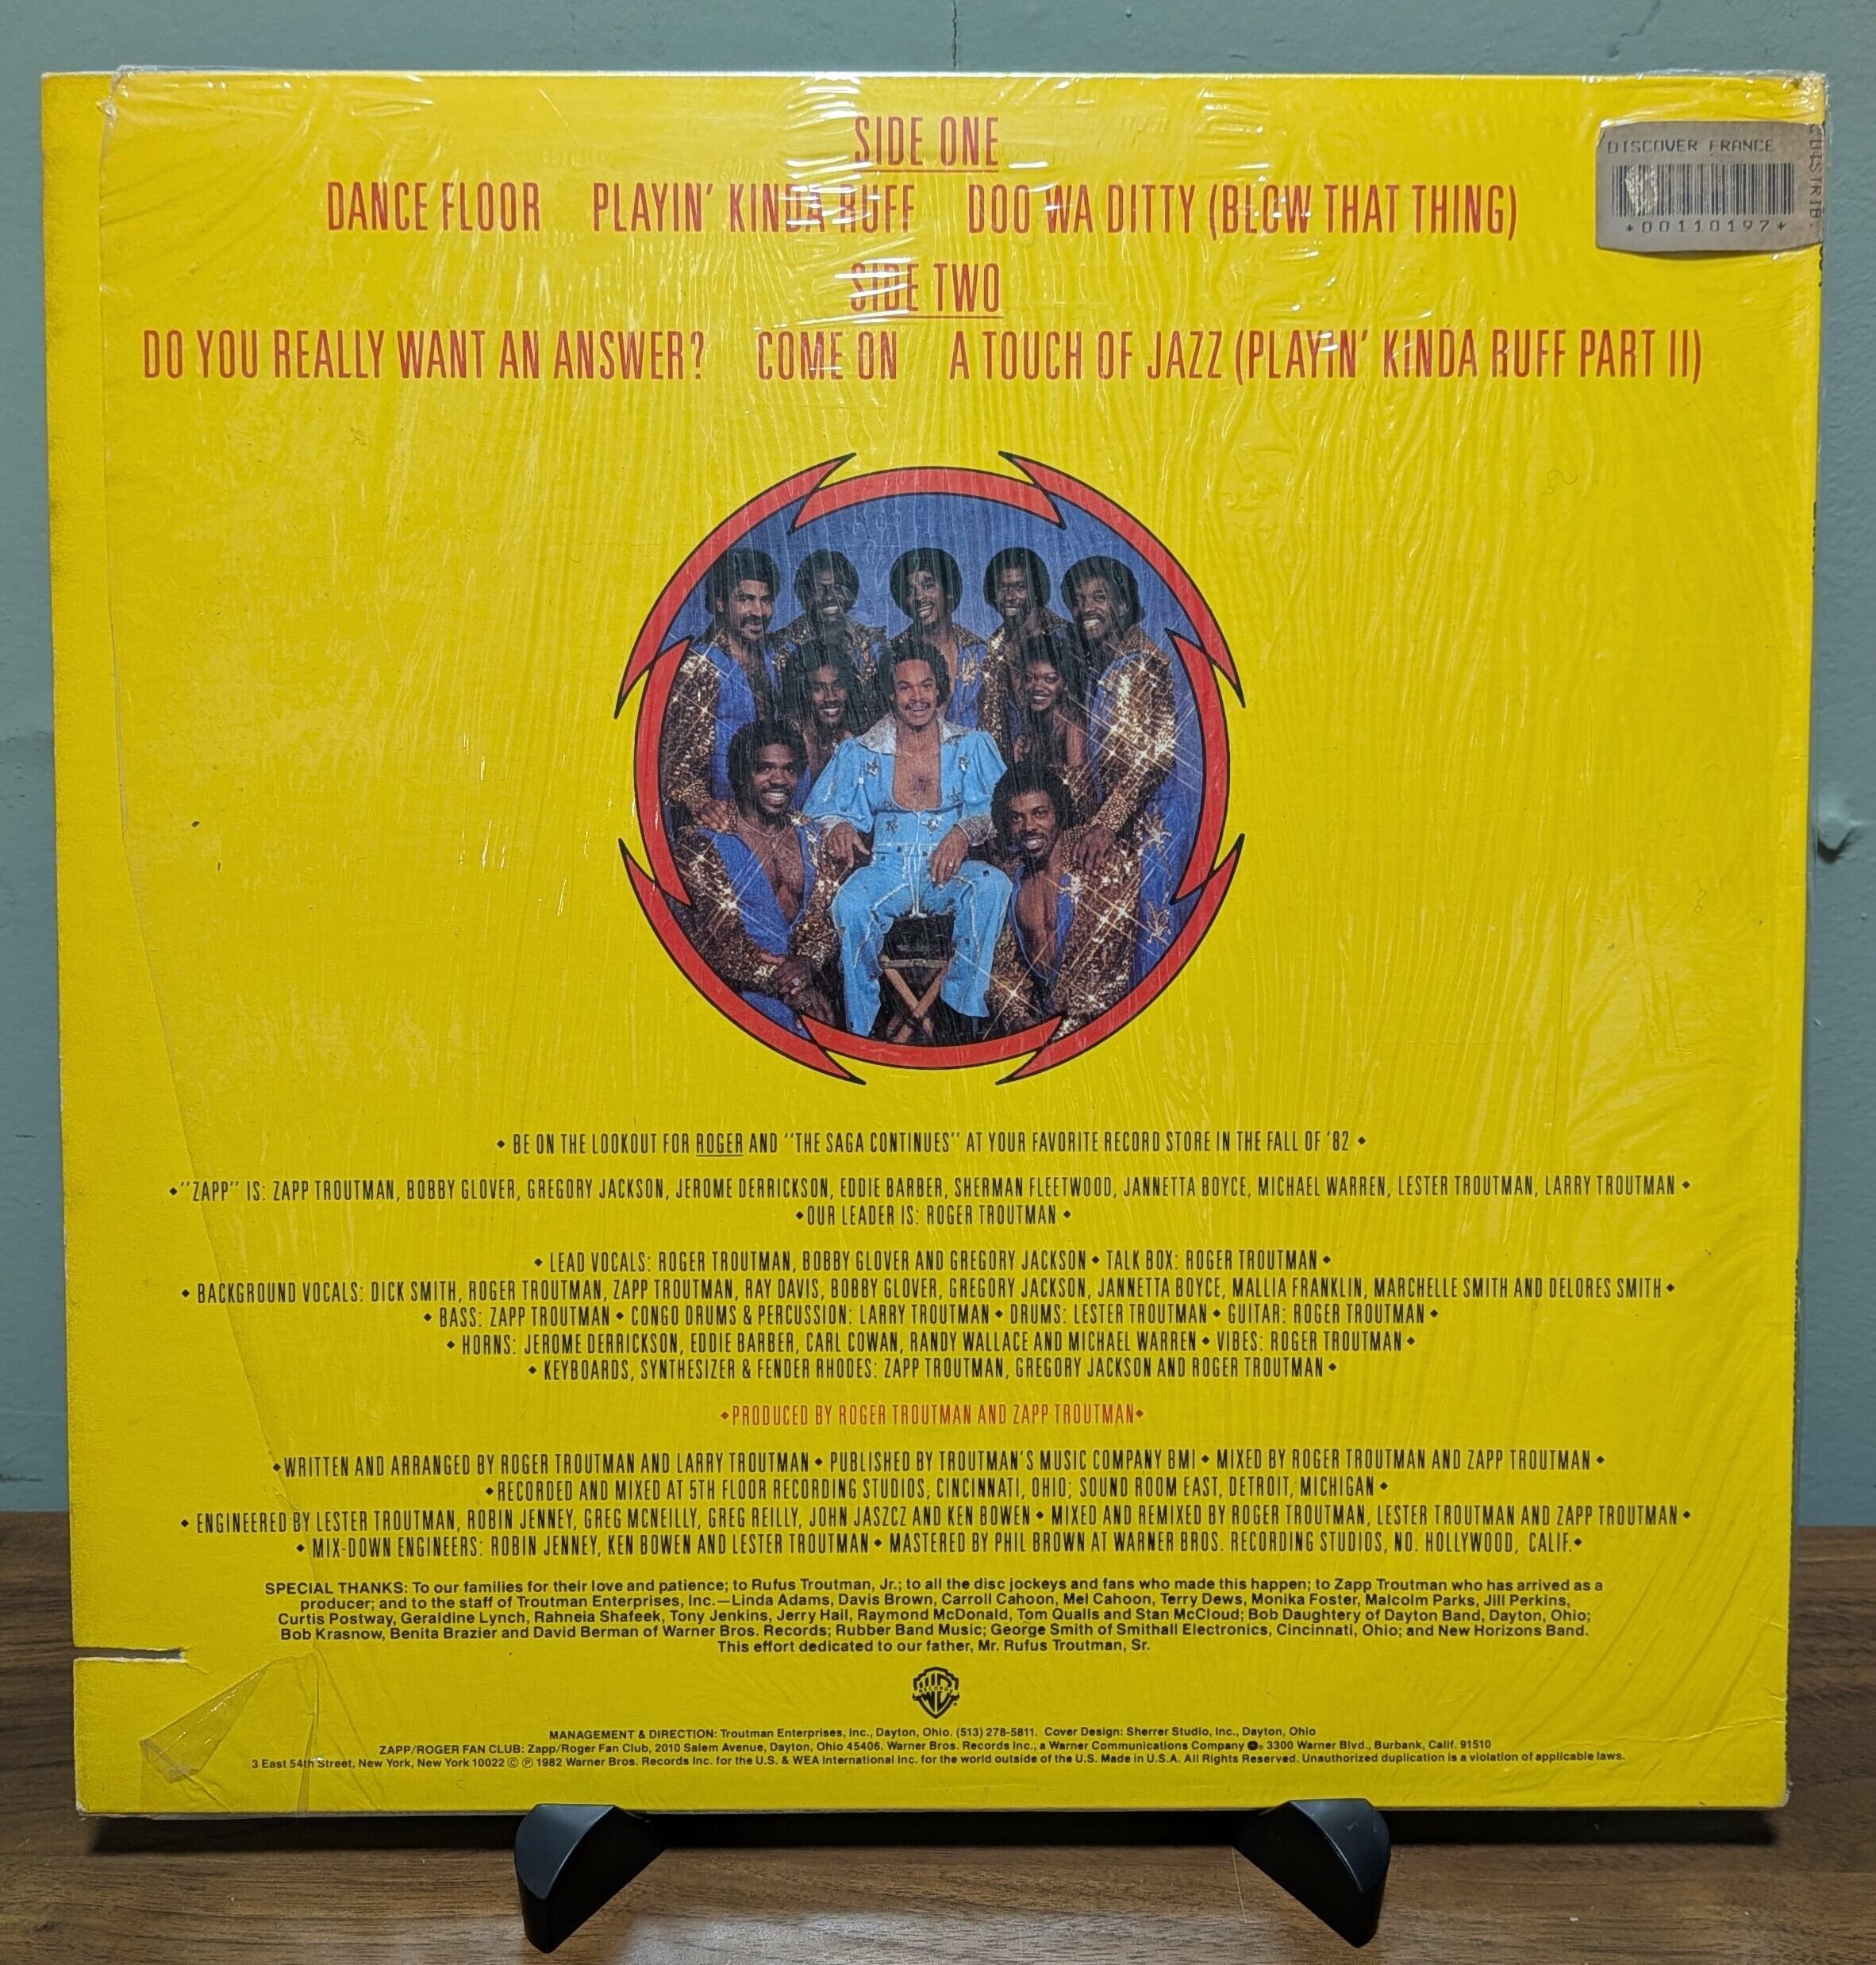 SIDE ONE
DANCE FLOOR PLAYIN' KINDA RUFF DOO WA DITTY (BLOW THAT THING)
SIDE TWO
DO YOU REALLY WANT AN ANSWER? COME ON A TOUCH OF JAZZ (PLAYIN' KINDA RUFF PART II)
DISCOVER FRANCE
*00110197*
DISTRIB.
◆ BE ON THE LOOKOUT FOR ROGER AND "THE SAGA CONTINUES" AT YOUR FAVORITE RECORD STORE IN THE FALL OF '82 ◆
◆ "ZAPP" IS: ZAPP TROUTMAN, BOBBY GLOVER, GREGORY JACKSON, JEROME DERRICKSON, EDDIE BARBER, SHERMAN FLEETWOOD, JANNETTA BOYCE, MICHAEL WARREN, LESTER TROUTMAN, LARRY TROUTMAN ◆
◆ OUR LEADER IS: ROGER TROUTMAN ◆
◆ LEAD VOCALS: ROGER TROUTMAN, BOBBY GLOVER AND GREGORY JACKSON ◆ TALK BOX: ROGER TROUTMAN ◆
◆ BACKGROUND VOCALS: DICK SMITH, ROGER TROUTMAN, ZAPP TROUTMAN, RAY DAVIS, BOBBY GLOVER, GREGORY JACKSON, JANNETTA BOYCE, MALLIA FRANKLIN, MARCHELLE SMITH AND DELORES SMITH ◆
◆ BASS: ZAPP TROUTMAN ◆ CONGO DRUMS & PERCUSSION: LARRY TROUTMAN ◆ DRUMS: LESTER TROUTMAN ◆ GUITAR: ROGER TROUTMAN ◆
◆ HORNS: JEROME DERRICKSON, EDDIE BARBER, CARL COWAN, RANDY WALLACE AND MICHAEL WARREN ◆ VIBES: ROGER TROUTMAN ◆
◆ KEYBOARDS, SYNTHESIZER & FENDER RHODES: ZAPP TROUTMAN, GREGORY JACKSON AND ROGER TROUTMAN ◆
◆ PRODUCED BY ROGER TROUTMAN AND ZAPP TROUTMAN ◆
◆ WRITTEN AND ARRANGED BY ROGER TROUTMAN AND LARRY TROUTMAN ◆ PUBLISHED BY TROUTMAN'S MUSIC COMPANY BMI ◆ MIXED BY ROGER TROUTMAN AND ZAPP TROUTMAN ◆
◆ RECORDED AND MIXED AT 5TH FLOOR RECORDING STUDIOS, CINCINNATI, OHIO; SOUND ROOM EAST, DETROIT, MICHIGAN ◆
◆ ENGINEERED BY LESTER TROUTMAN, ROBIN JENNEY, GREG MCNEILLY, GREG REILLY, JOHN JASZCZ AND KEN BOWEN ◆ MIXED AND REMIXED BY ROGER TROUTMAN, LESTER TROUTMAN AND ZAPP TROUTMAN ◆
◆ MIX-DOWN ENGINEERS: ROBIN JENNEY, KEN BOWEN AND LESTER TROUTMAN ◆ MASTERED BY PHIL BROWN AT WARNER BROS. RECORDING STUDIOS, NO. HOLLYWOOD, CALIF. ◆
SPECIAL THANKS: To our families for their love and patience; to Rufus Troutman, Jr.; to all the disc jockeys and fans who made this happen; to Zapp Troutman who has arrived as a
producer; and to the staff of Troutman Enterprises, Inc.—Linda Adams, Davis Brown, Carroll Cahoon, Mel Cahoon, Terry Dews, Monika Foster, Malcolm Parks, Jill Perkins,
Curtis Postway, Geraldine Lynch, Rahneia Shafeek, Tony Jenkins, Jerry Hall, Raymond McDonald, Tom Qualls and Stan McCloud; Bob Daughtery of Dayton Band, Dayton, Ohio;
Bob Krasnow, Benita Brazier and David Berman of Warner Bros. Records; Rubber Band Music; George Smith of Smithall Electronics, Cincinnati, Ohio; and New Horizons Band.
This effort dedicated to our father, Mr. Rufus Troutman, Sr.
RECORDS
MANAGEMENT & DIRECTION: Troutman Enterprises, Inc., Dayton, Ohio. (513) 278-5811. Cover Design: Sherrer Studio, Inc., Dayton, Ohio
ZAPP/ROGER FAN CLUB: Zapp/Roger Fan Club, 2010 Salem Avenue, Dayton, Ohio 45406. Warner Bros. Records Inc., a Warner Communications Company 3300 Warner Blvd., Burbank, Calif. 91510
3 East 54th Street, New York, New York 10022 © ℗ 1982 Warner Bros. Records Inc. for the U.S. & WEA International Inc. for the world outside of the U.S. Made in U.S.A. All Rights Reserved. Unauthorized duplication is a violation of applicable laws.